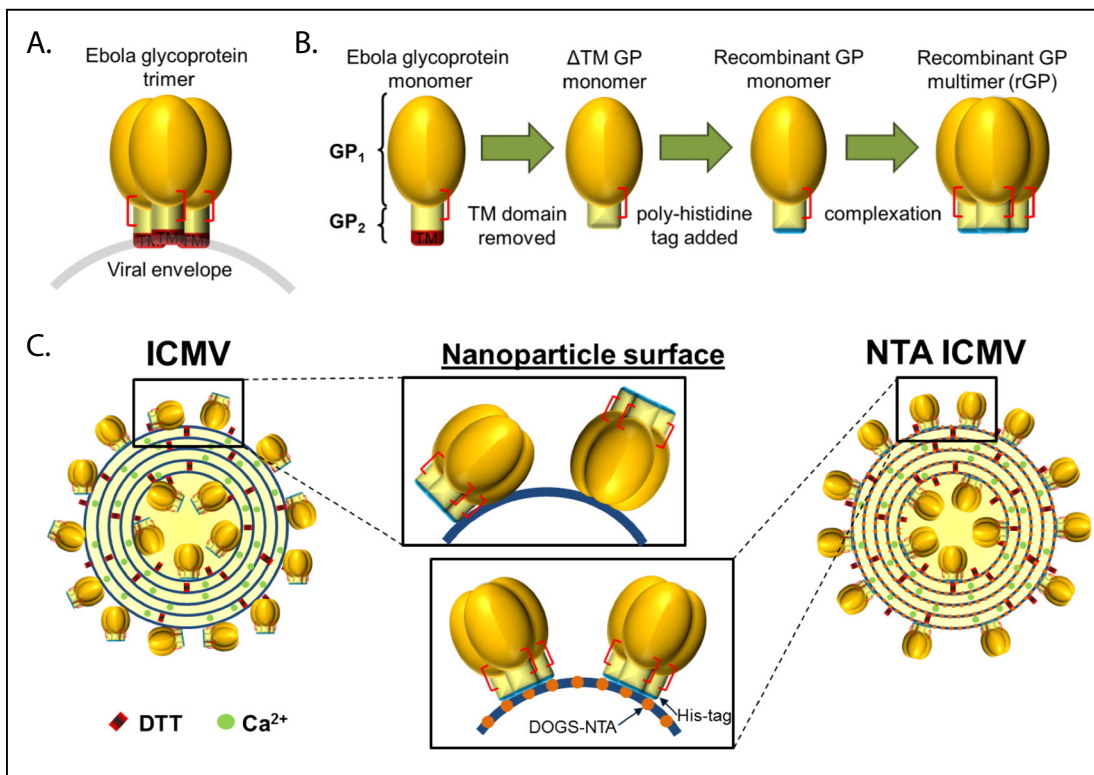 A.
Ebola glycoprotein
trimer
TM
TM
TM
Viral envelope
B.
Ebola glycoprotein
monomer
ΔTM GP
monomer
Recombinant GP
monomer
Recombinant GP
multimer (rGP)
GP₁
GP₂
TM
TM domain
removed
poly-histidine
tag added
complexation
C.
ICMV
Nanoparticle surface
NTA ICMV
DOGS-NTA
His-tag
DTT
Ca²⁺